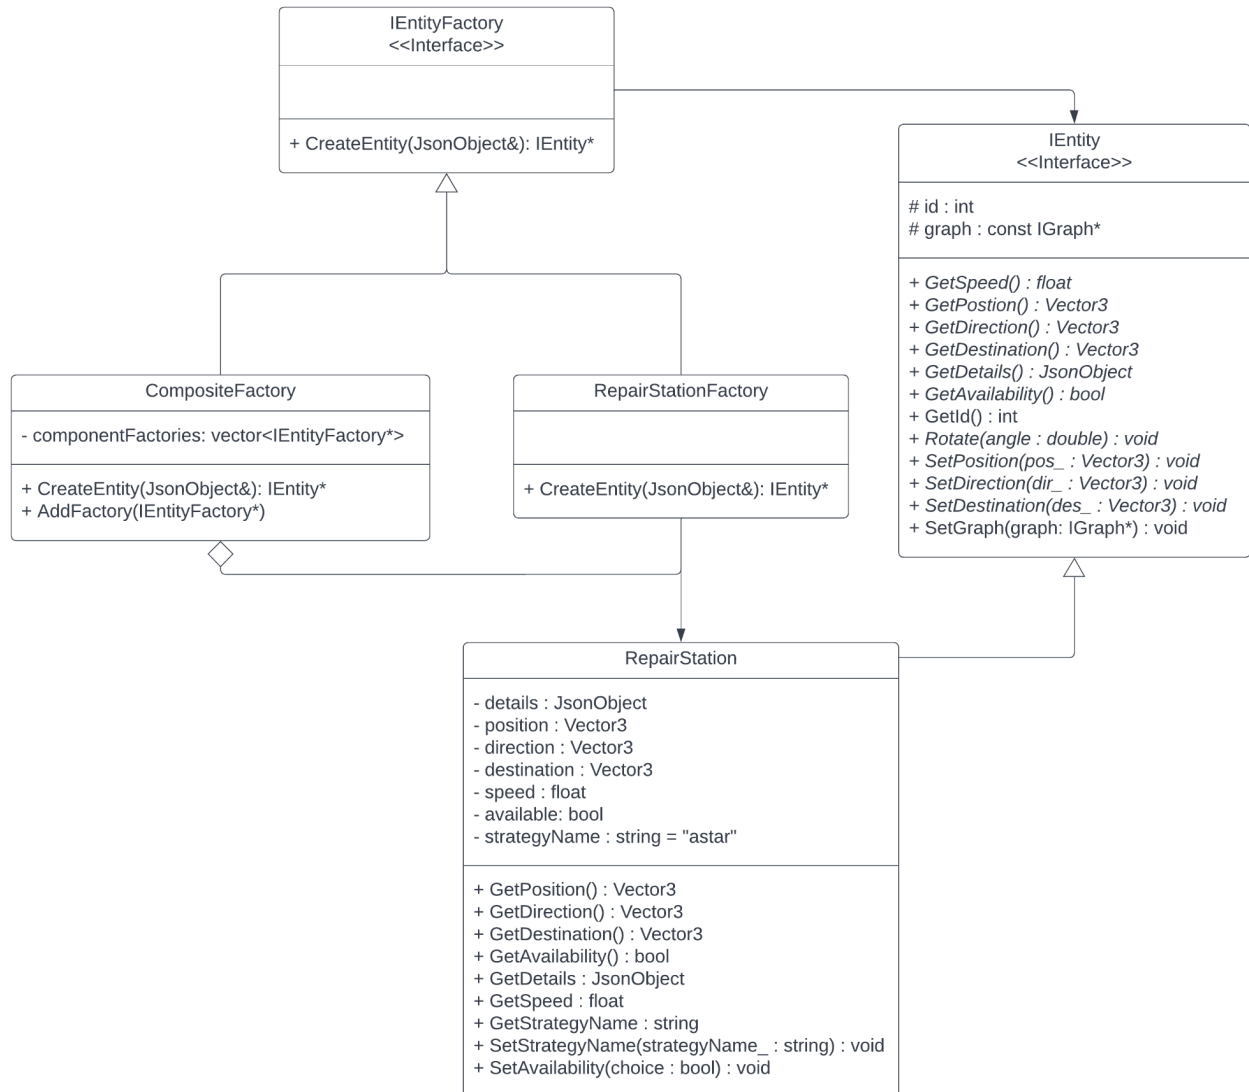 IEntityFactory
<<Interface>>
+ CreateEntity(JsonObject&): IEntity*
IEntity
<<Interface>>
# id : int
# graph : const IGraph*
+ GetSpeed() : float
+ GetPostion() : Vector3
+ GetDirection() : Vector3
+ GetDestination() : Vector3
+ GetDetails() : JsonObject
+ GetAvailability() : bool
+ GetId() : int
+ Rotate(angle : double) : void
+ SetPosition(pos_ : Vector3) : void
+ SetDirection(dir_ : Vector3) : void
+ SetDestination(des_ : Vector3) : void
+ SetGraph(graph: IGraph*) : void
CompositeFactory
- componentFactories: vector<IEntityFactory*>
+ CreateEntity(JsonObject&): IEntity*
+ AddFactory(IEntityFactory*)
RepairStationFactory
+ CreateEntity(JsonObject&): IEntity*
RepairStation
- details : JsonObject
- position : Vector3
- direction : Vector3
- destination : Vector3
- speed : float
- available: bool
- strategyName : string = "astar"
+ GetPosition() : Vector3
+ GetDirection() : Vector3
+ GetDestination() : Vector3
+ GetAvailability() : bool
+ GetDetails : JsonObject
+ GetSpeed : float
+ GetStrategyName : string
+ SetStrategyName(strategyName_ : string) : void
+ SetAvailability(choice : bool) : void